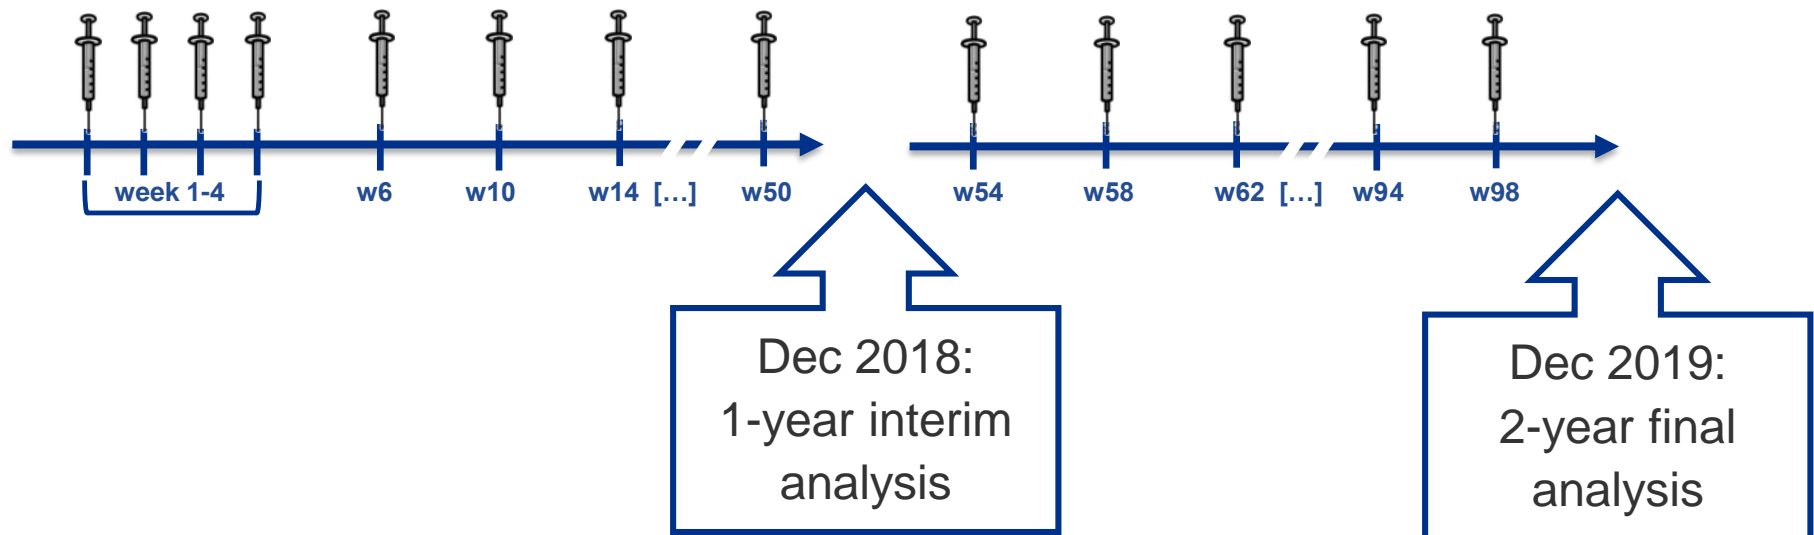 week 1-4 w6 w10 w14 [...] w50 w54 w58 w62 [...] w94 w98
Dec 2018:
1-year interim
analysis
Dec 2019:
2-year final
analysis